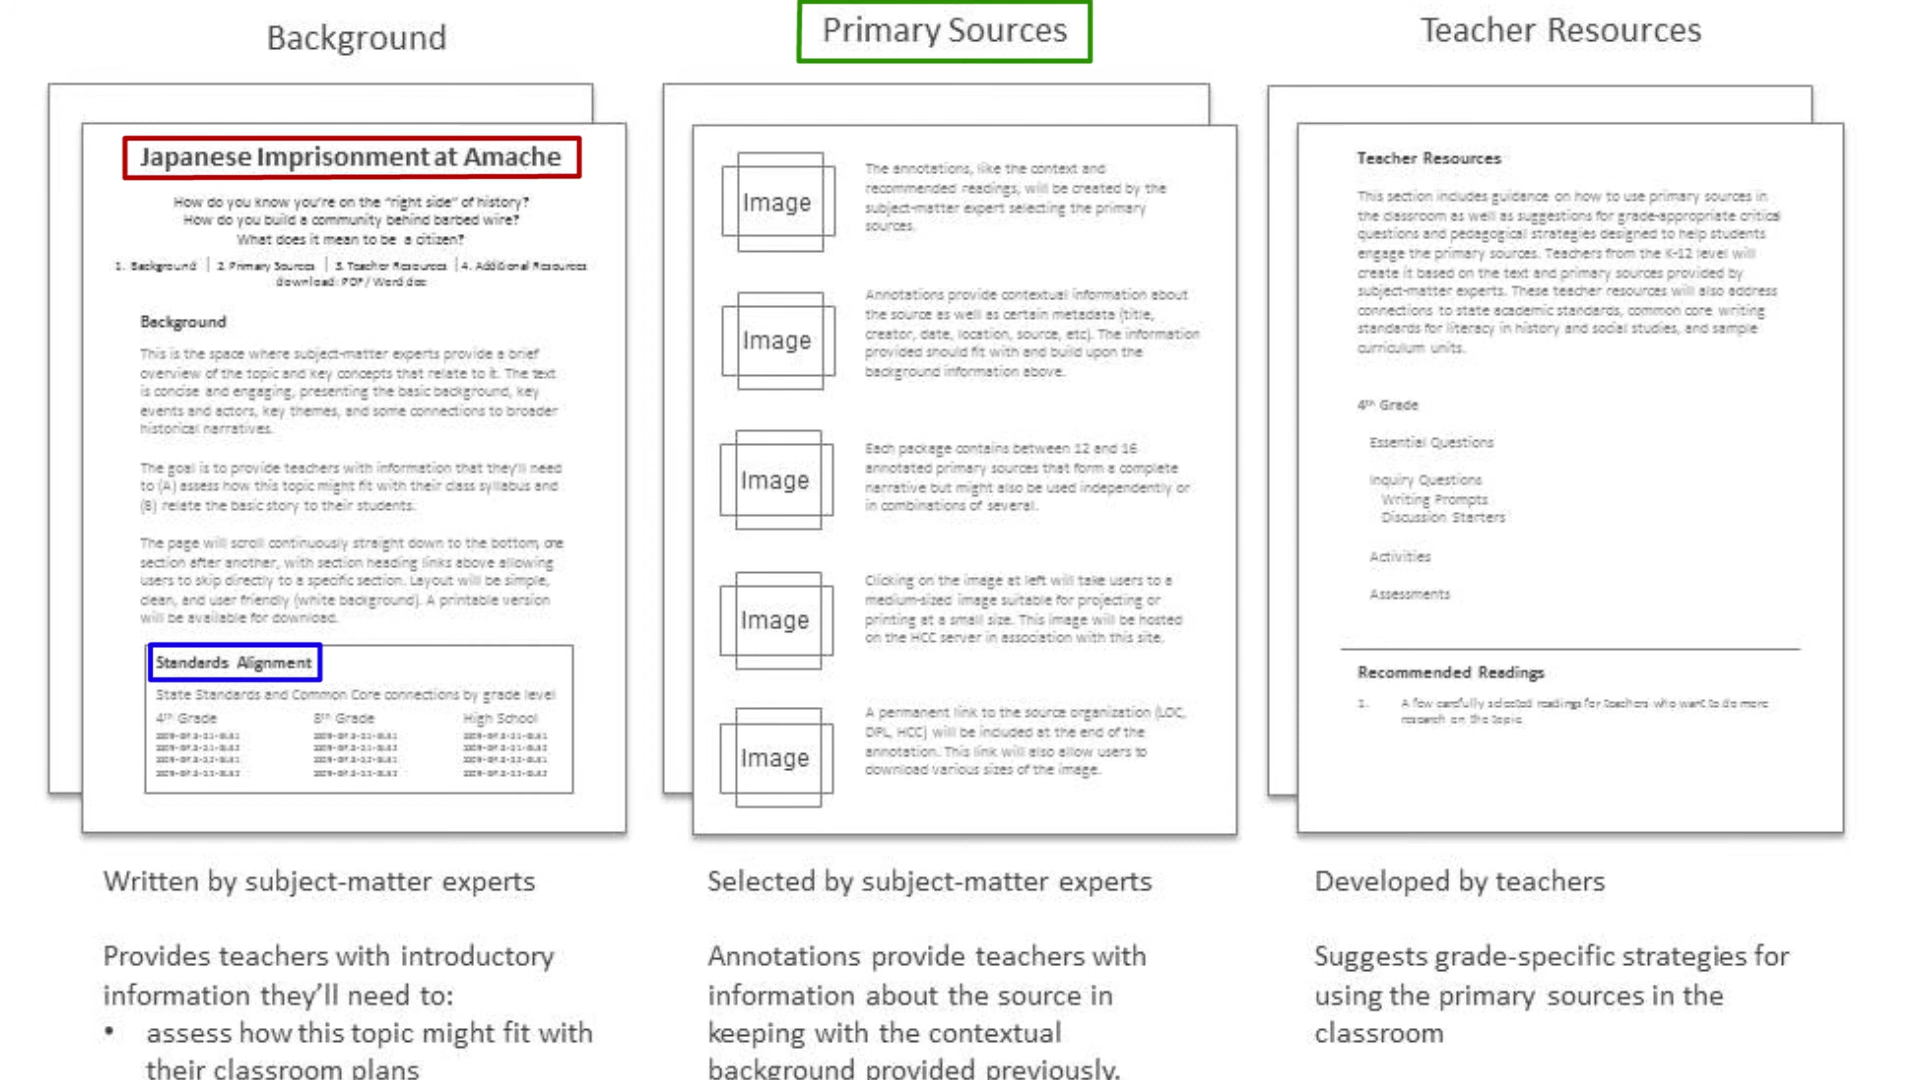 Background
Japanese Imprisonment at Amache
How do you know you're on the "right side" of history?
How do you build a community behind barbed wire?
What does it mean to be a citizen?
1. Background | 2. Primary Sources | 3. Teacher Resources | 4. Additional Resources
download: PDF/ Word doc
Background
This is the space where subject-matter experts provide a brief
overview of the topic and key concepts that relate to it. The text
is concise and engaging, presenting the basic background, key
events and actors, key themes, and some connections to broader
historical narratives.
The goal is to provide teachers with information that they'll need
to (A) assess how this topic might fit with their class syllabus and
(B) relate the basic story to their students.
The page will scroll continuously straight down to the bottom, one
section after another, with section heading links above allowing
users to skip directly to a specific section. Layout will be simple,
clean, and user friendly (white background). A printable version
will be available for download.
Standards Alignment
State Standards and Common Core connections by grade level
4th Grade 8th Grade High School
Written by subject-matter experts
Provides teachers with introductory
information they'll need to:
• assess how this topic might fit with
their classroom plans
Primary Sources
Image
The annotations, like the context and
recommended readings, will be created by the
subject-matter expert selecting the primary
sources.
Image
Annotations provide contextual information about
the source as well as certain metadata (title,
creator, date, location, source, etc). The information
provided should fit with and build upon the
background information above.
Image
Each package contains between 12 and 16
annotated primary sources that form a complete
narrative but might also be used independently or
in combinations of several.
Image
Clicking on the image at left will take users to a
medium-sized image suitable for projecting or
printing at a small size. This image will be hosted
on the HCC server in association with this site.
Image
A permanent link to the source organization (LOC,
DPL, HCC) will be included at the end of the
annotation. This link will also allow users to
download various sizes of the image.
Selected by subject-matter experts
Annotations provide teachers with
information about the source in
keeping with the contextual
background provided previously.
Teacher Resources
Teacher Resources
This section includes guidance on how to use primary sources in
the classroom as well as suggestions for grade-appropriate critical
questions and pedagogical strategies designed to help students
engage the primary sources. Teachers from the K-12 level will
create it based on the text and primary sources provided by
subject-matter experts. These teacher resources will also address
connections to state academic standards, common core writing
standards for literacy in history and social studies, and sample
curriculum units.
4th Grade
Essential Questions
Inquiry Questions
Writing Prompts
Discussion Starters
Activities
Assessments
Recommended Readings
1. A few carefully selected readings for teachers who want to do more
research on the topic
Developed by teachers
Suggests grade-specific strategies for
using the primary sources in the
classroom